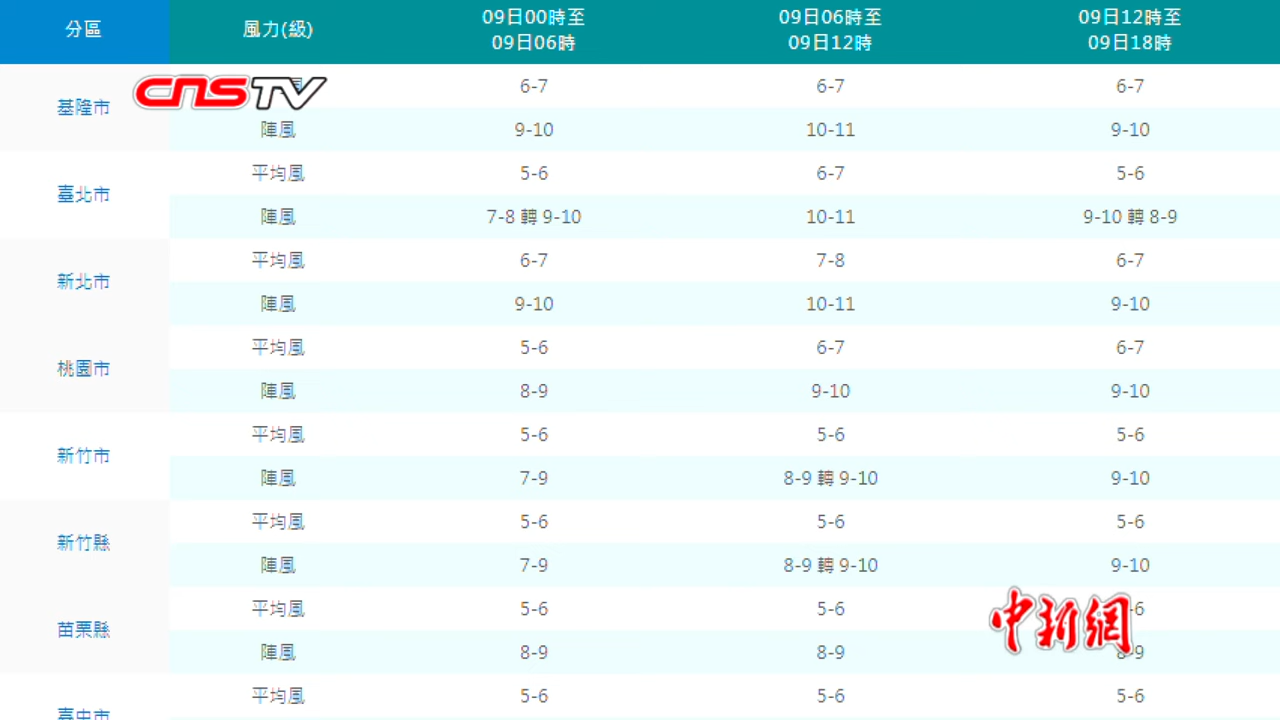 分區 風力(級) 09日00時至 09日06時至 09日12時至
09日06時 09日12時 09日18時
CNSTV
基隆市 6-7 6-7 6-7
陣風 9-10 10-11 9-10
臺北市 平均風 5-6 6-7 5-6
陣風 7-8 轉 9-10 10-11 9-10 轉 8-9
新北市 平均風 6-7 7-8 6-7
陣風 9-10 10-11 9-10
桃園市 平均風 5-6 6-7 6-7
陣風 8-9 9-10 9-10
新竹市 平均風 5-6 5-6 5-6
陣風 7-9 8-9 轉 9-10 9-10
新竹縣 平均風 5-6 5-6 5-6
陣風 7-9 8-9 轉 9-10 9-10
苗栗縣 平均風 5-6 5-6 -6
中新網
陣風 8-9 8-9 8-9
臺中市 平均風 5-6 5-6 5-6